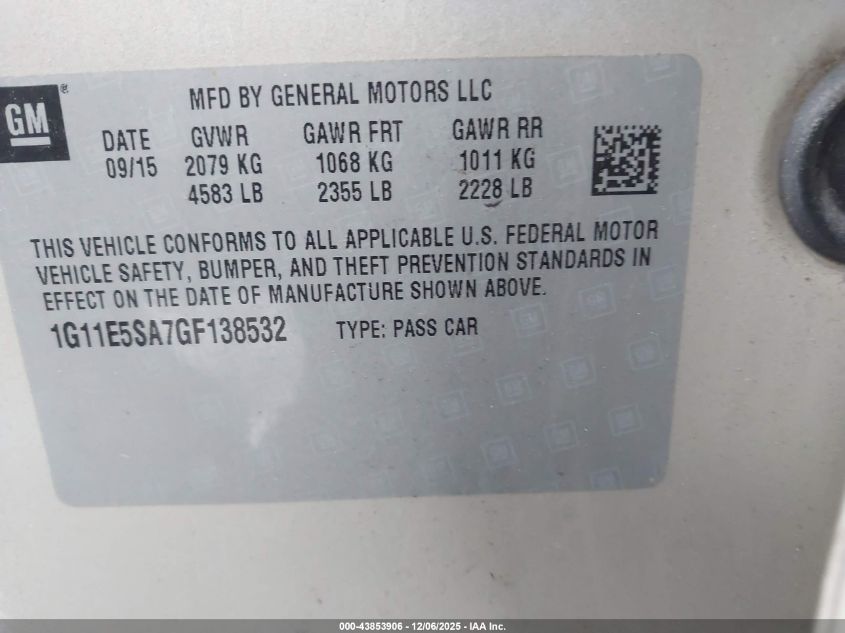 GM®
MFD BY GENERAL MOTORS LLC
DATE GVWR GAWR FRT GAWR RR
09/15 2079 KG 1068 KG 1011 KG
4583 LB 2355 LB 2228 LB
THIS VEHICLE CONFORMS TO ALL APPLICABLE U.S. FEDERAL MOTOR
VEHICLE SAFETY, BUMPER, AND THEFT PREVENTION STANDARDS IN
EFFECT ON THE DATE OF MANUFACTURE SHOWN ABOVE.
1G11E5SA7GF138532 TYPE: PASS CAR
000-43853906 - 12/06/2025 - IAA Inc.